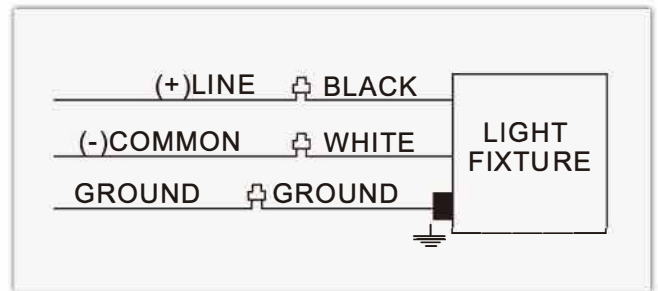 (+)LINE BLACK
(-)COMMON WHITE
GROUND GROUND
LIGHT
FIXTURE